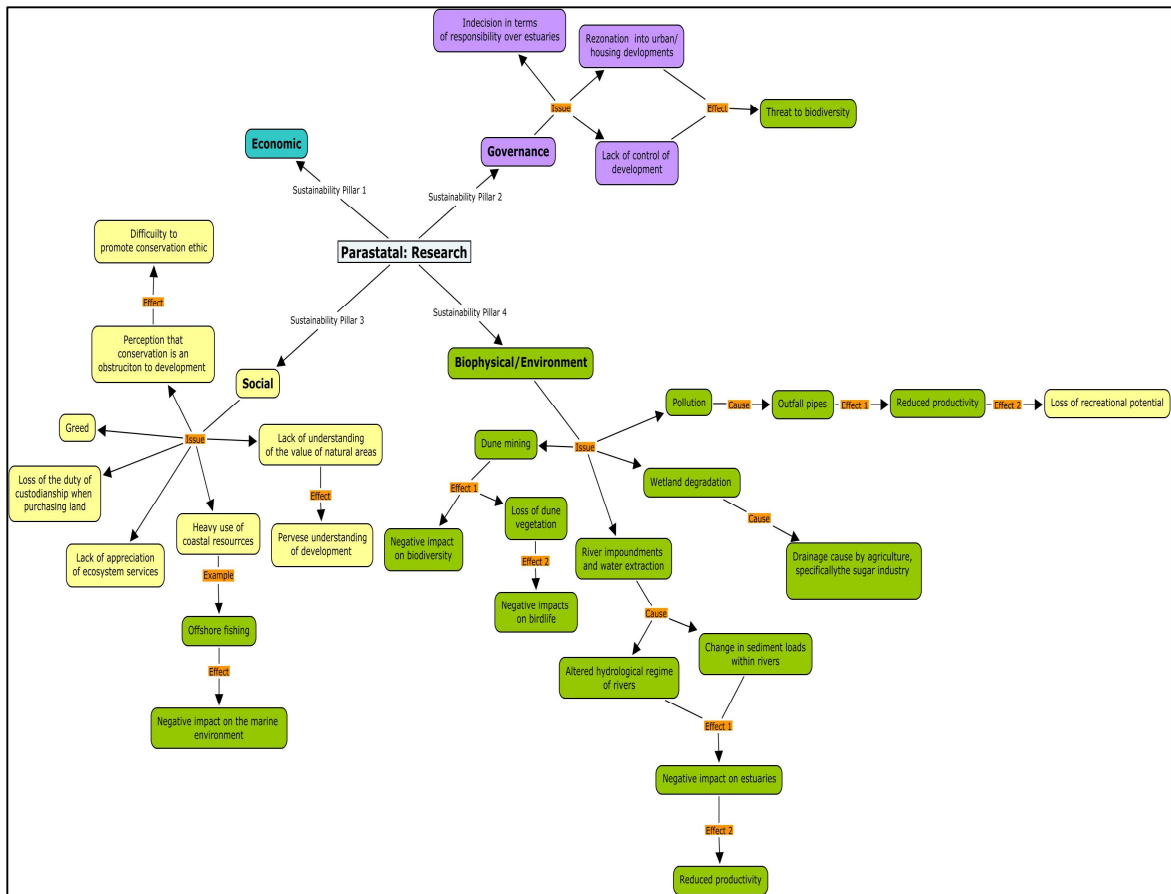 Indecision in terms
of responsibility over estuaries
Rezonation into urban/
housing devlopments
Issue
Effect
Threat to biodiversity
Economic
Governance
Lack of control of
development
Sustainability Pillar 1
Sustainability Pillar 2
Parastatal: Research
Difficuilty to
promote conservation ethic
Effect
Sustainability Pillar 3
Sustainability Pillar 4
Perception that
conservation is an
obstruciton to development
Social
Biophysical/Environment
Greed
Issue
Lack of understanding
of the value of natural areas
Loss of the duty of
custodianship when
purchasing land
Effect
Lack of appreciation
of ecosystem services
Heavy use of
coastal resourrces
Pervese understanding
of development
Example
Offshore fishing
Effect
Negative impact on the marine
environment
Pollution
Cause
Outfall pipes
Effect 1
Reduced productivity
Effect 2
Loss of recreational potential
Dune mining
Issue
Wetland degradation
Effect 1
Loss of dune
vegetation
Cause
Negative impact
on biodiversity
River impoundments
and water extraction
Drainage cause by agriculture,
specificallythe sugar industry
Effect 2
Negative impacts
on birdlife
Cause
Altered hydrological regime
of rivers
Change in sediment loads
within rivers
Effect 1
Negative impact on estuaries
Effect 2
Reduced productivity